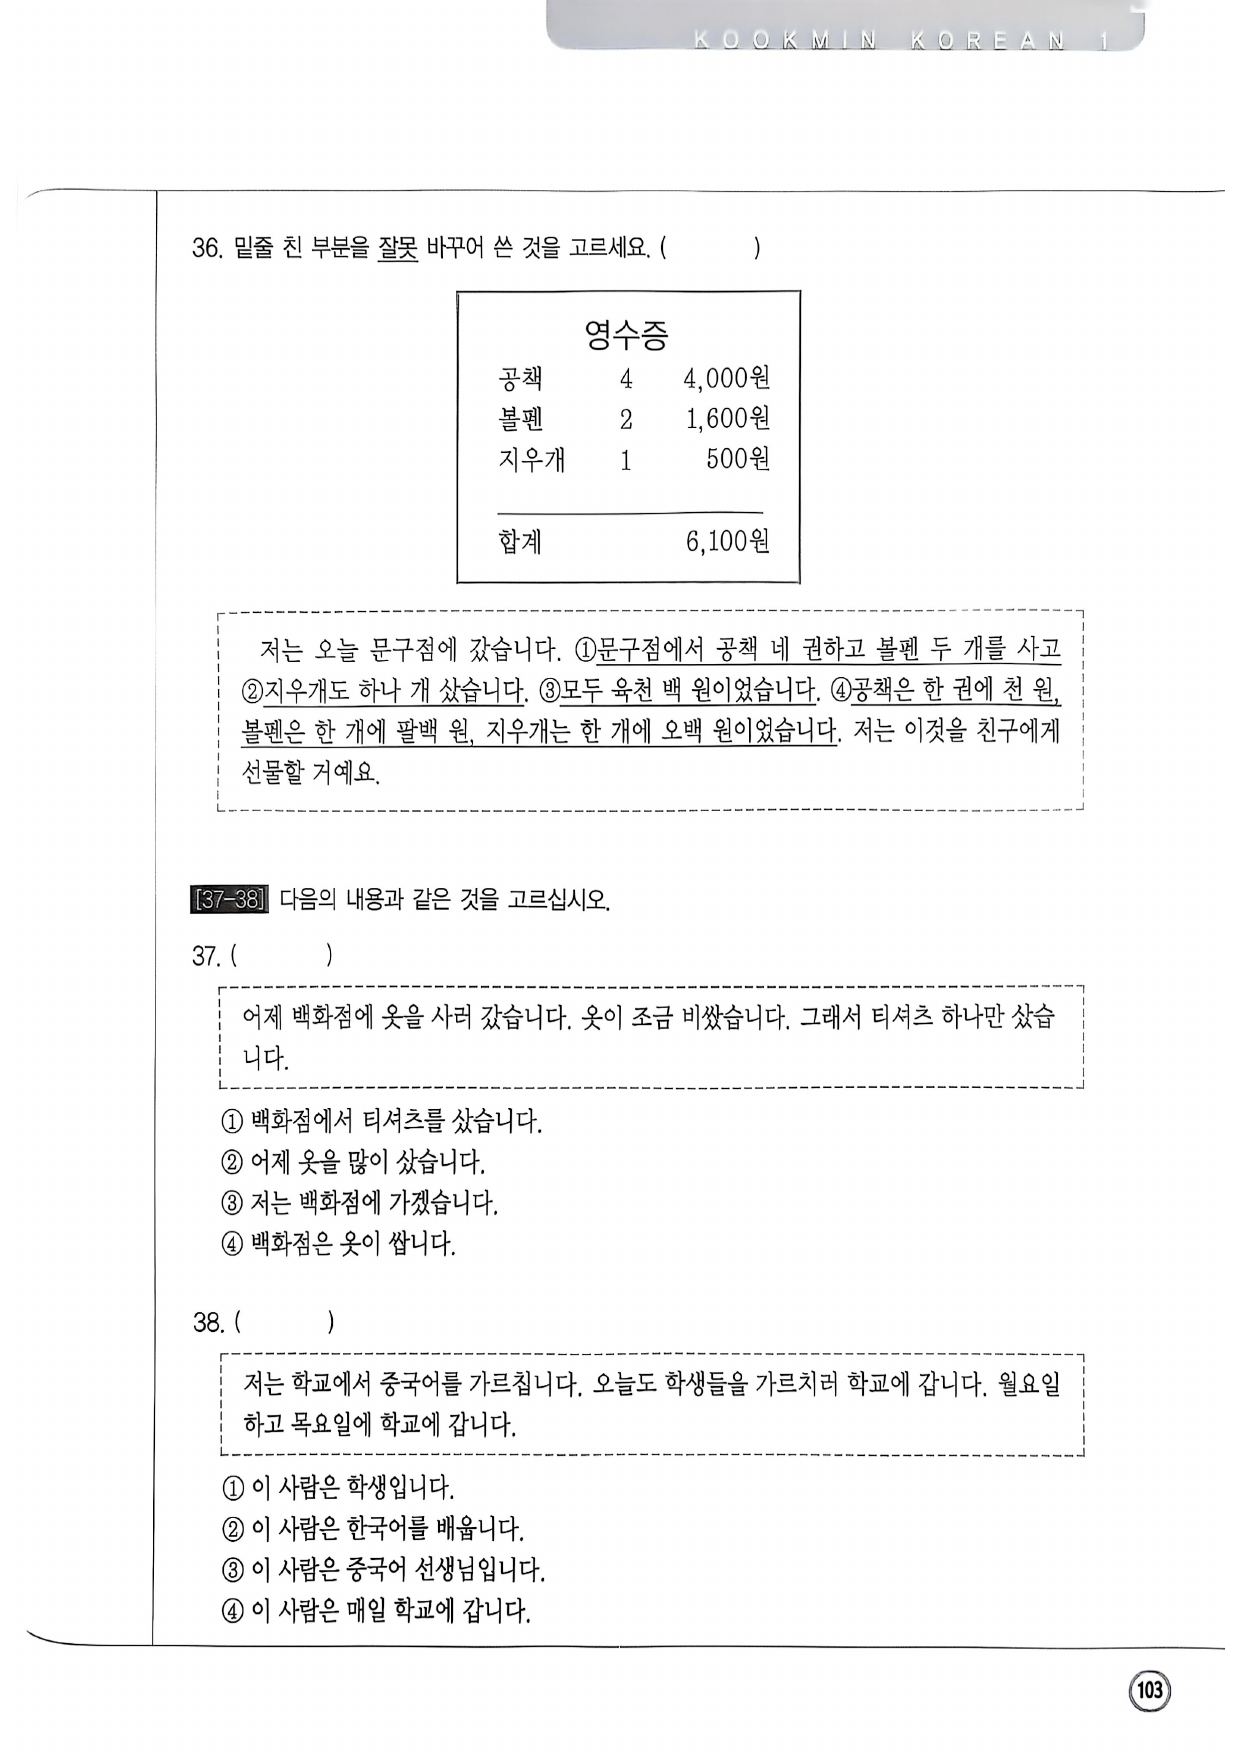 KOOKMIN KOREAN 1
36. 밑줄 친 부분을 잘못 바꾸어 쓴 것을 고르세요. ( )
영수증
공책 4 4,000원
볼펜 2 1,600원
지우개 1 500원
합계 6,100원
저는 오늘 문구점에 갔습니다. ①문구점에서 공책 네 권하고 볼펜 두 개를 사고
②지우개도 하나 개 샀습니다. ③모두 육천 백 원이었습니다. ④공책은 한 권에 천 원,
볼펜은 한 개에 팔백 원, 지우개는 한 개에 오백 원이었습니다. 저는 이것을 친구에게
선물할 거예요.
[37-38] 다음의 내용과 같은 것을 고르십시오.
37. ( )
어제 백화점에 옷을 사러 갔습니다. 옷이 조금 비쌌습니다. 그래서 티셔츠 하나만 샀습
니다.
① 백화점에서 티셔츠를 샀습니다.
② 어제 옷을 많이 샀습니다.
③ 저는 백화점에 가겠습니다.
④ 백화점은 옷이 쌉니다.
38. ( )
저는 학교에서 중국어를 가르칩니다. 오늘도 학생들을 가르치러 학교에 갑니다. 월요일
하고 목요일에 학교에 갑니다.
① 이 사람은 학생입니다.
② 이 사람은 한국어를 배웁니다.
③ 이 사람은 중국어 선생님입니다.
④ 이 사람은 매일 학교에 갑니다.
103